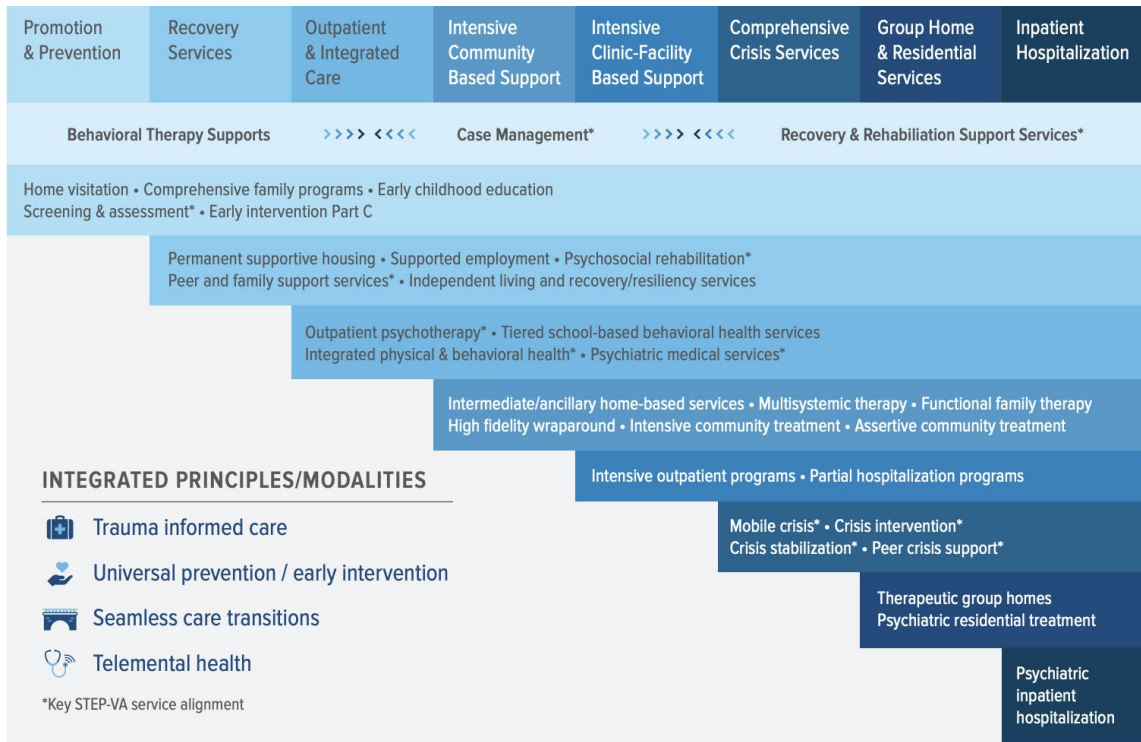 Promotion
& Prevention
Recovery
Services
Outpatient
& Integrated
Care
Intensive
Community
Based Support
Intensive
Clinic-Facility
Based Support
Comprehensive
Crisis Services
Group Home
& Residential
Services
Inpatient
Hospitalization
Behavioral Therapy Supports >>>> <<<< Case Management* >>>> <<<< Recovery & Rehabiliation Support Services*
Home visitation • Comprehensive family programs • Early childhood education
Screening & assessment* • Early intervention Part C
Permanent supportive housing • Supported employment • Psychosocial rehabilitation*
Peer and family support services* • Independent living and recovery/resiliency services
Outpatient psychotherapy* • Tiered school-based behavioral health services
Integrated physical & behavioral health* • Psychiatric medical services*
Intermediate/ancillary home-based services • Multisystemic therapy • Functional family therapy
High fidelity wraparound • Intensive community treatment • Assertive community treatment
Intensive outpatient programs • Partial hospitalization programs
Mobile crisis* • Crisis intervention*
Crisis stabilization* • Peer crisis support*
Therapeutic group homes
Psychiatric residential treatment
Psychiatric
inpatient
hospitalization
INTEGRATED PRINCIPLES/MODALITIES
Trauma informed care
Universal prevention / early intervention
Seamless care transitions
Telemental health
*Key STEP-VA service alignment